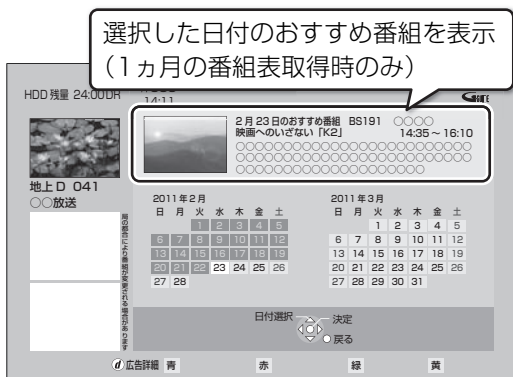 選択した日付のおすすめ番組を表示
(1ヵ月の番組表取得時のみ)
HDD 残量 24:00 DR
14:11
2月23日のおすすめ番組 BS191 ○○○○
映画へのいざない「K2」 14:35～16:10
○○○○○○○○○○○○○○○○○○○○○○○○
○○○○○○○○○○○○○○○○○○○○○○○○
○○○○○○○○○○○○○○○○○○○
地上D 041
○○放送
局の都合により番組が変更される場合があります
2011年2月
日 月 火 水 木 金 土
1 2 3 4 5
6 7 8 9 10 11 12
13 14 15 16 17 18 19
20 21 22 23 24 25 26
27 28
2011年3月
日 月 火 水 木 金 土
1 2 3 4 5
6 7 8 9 10 11 12
13 14 15 16 17 18 19
20 21 22 23 24 25 26
27 28 29 30 31
日付選択 決定
戻る
d 広告詳細 青 赤 緑 黄